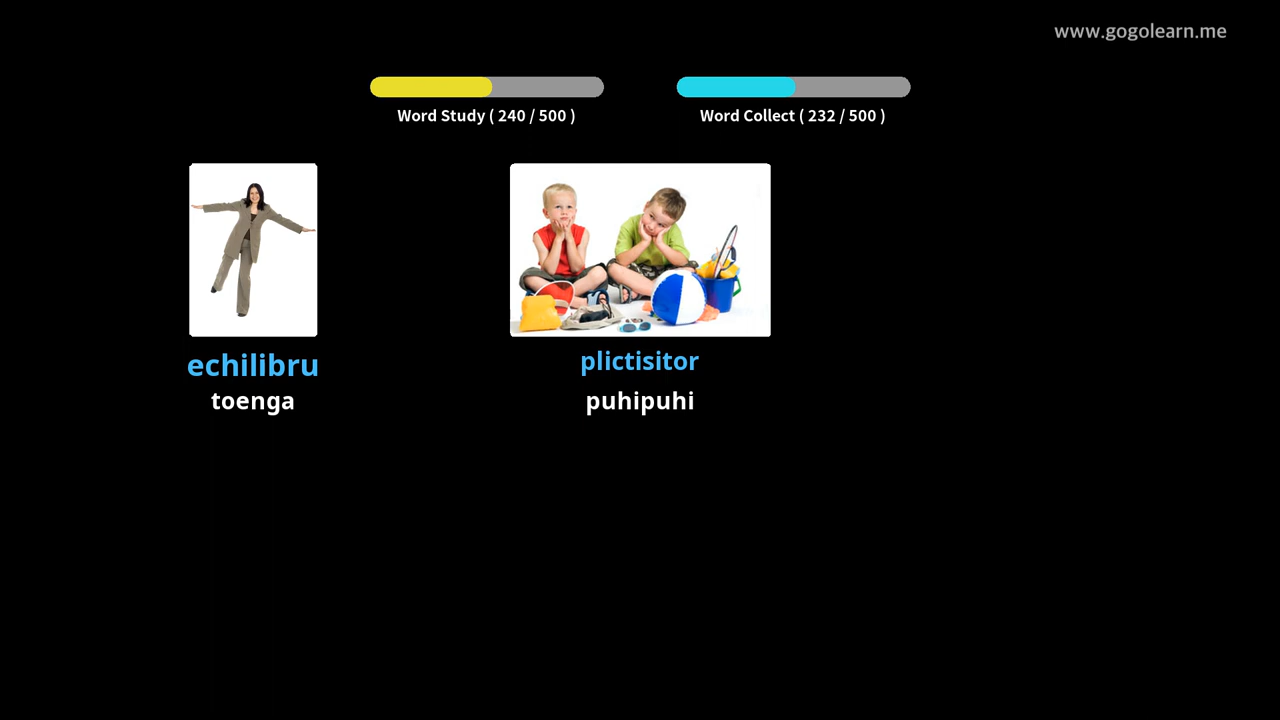 www.gogolearn.me
Word Study ( 240 / 500 )
Word Collect ( 232 / 500 )
echilibru
toenga
plictisitor
puhipuhi